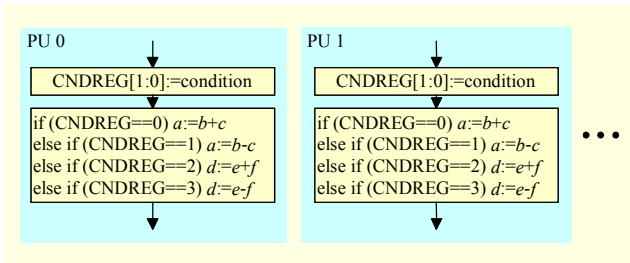 PU 0
CNDREG[1:0]:=condition
if (CNDREG==0) a:=b+c
else if (CNDREG==1) a:=b-c
else if (CNDREG==2) d:=e+f
else if (CNDREG==3) d:=e-f
PU 1
CNDREG[1:0]:=condition
if (CNDREG==0) a:=b+c
else if (CNDREG==1) a:=b-c
else if (CNDREG==2) d:=e+f
else if (CNDREG==3) d:=e-f
•••